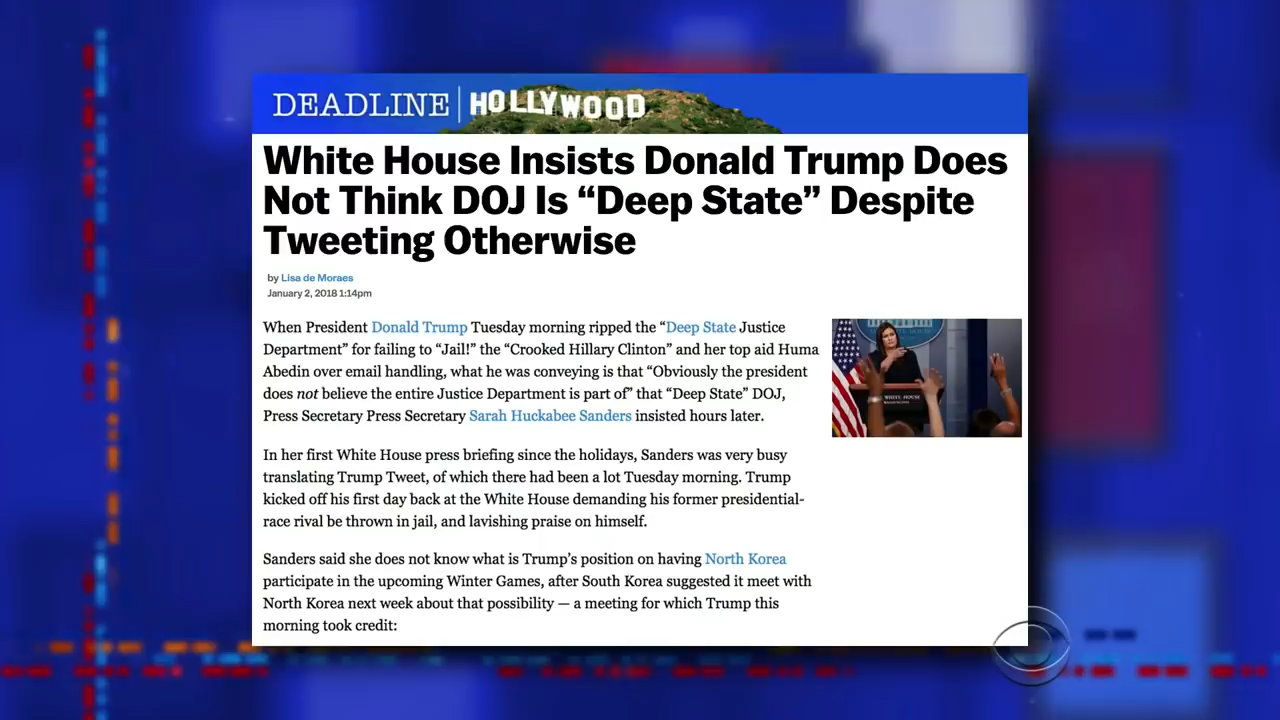 DEADLINE | HOLLYWOOD
White House Insists Donald Trump Does
Not Think DOJ Is “Deep State” Despite
Tweeting Otherwise
by Lisa de Moraes
January 2, 2018 1:14pm
When President Donald Trump Tuesday morning ripped the “Deep State Justice
Department” for failing to “Jail!” the “Crooked Hillary Clinton” and her top aid Huma
Abedin over email handling, what he was conveying is that “Obviously the president
does not believe the entire Justice Department is part of” that “Deep State” DOJ,
Press Secretary Press Secretary Sarah Huckabee Sanders insisted hours later.
In her first White House press briefing since the holidays, Sanders was very busy
translating Trump Tweet, of which there had been a lot Tuesday morning. Trump
kicked off his first day back at the White House demanding his former presidential-
race rival be thrown in jail, and lavishing praise on himself.
Sanders said she does not know what is Trump’s position on having North Korea
participate in the upcoming Winter Games, after South Korea suggested it meet with
North Korea next week about that possibility — a meeting for which Trump this
morning took credit: